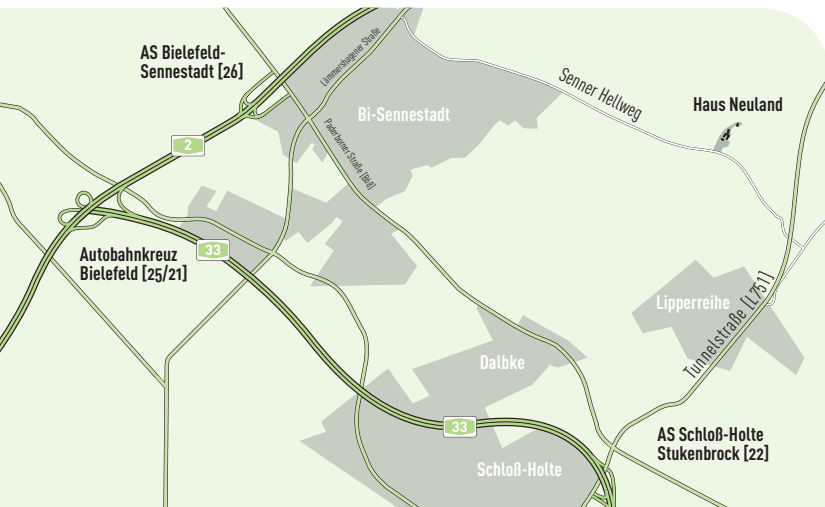 AS Bielefeld-
Sennestadt [26]
Lämmershagener Straße
Bi-Sennestadt
Senner Hellweg
Haus Neuland
2
Paderborner Straße [B68]
33
Autobahnkreuz
Bielefeld [25/21]
Lipperreihe
Tunnelstraße [L751]
Dalbke
33
AS Schloß-Holte
Stukenbrock [22]
Schloß-Holte